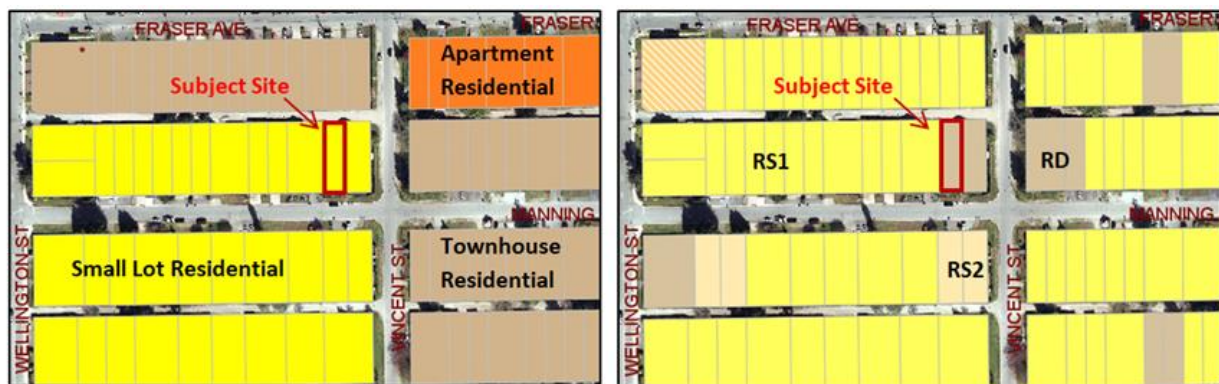 FRASER AVE
FRASER
Apartment
Residential
Subject Site
Small Lot Residential
Townhouse
Residential
MANNING
WELLINGTON ST
VINCENT ST
FRASER AVE
FRASER
Subject Site
RS1
RD
MANNING
RS2
WELLINGTON ST
VINCENT ST